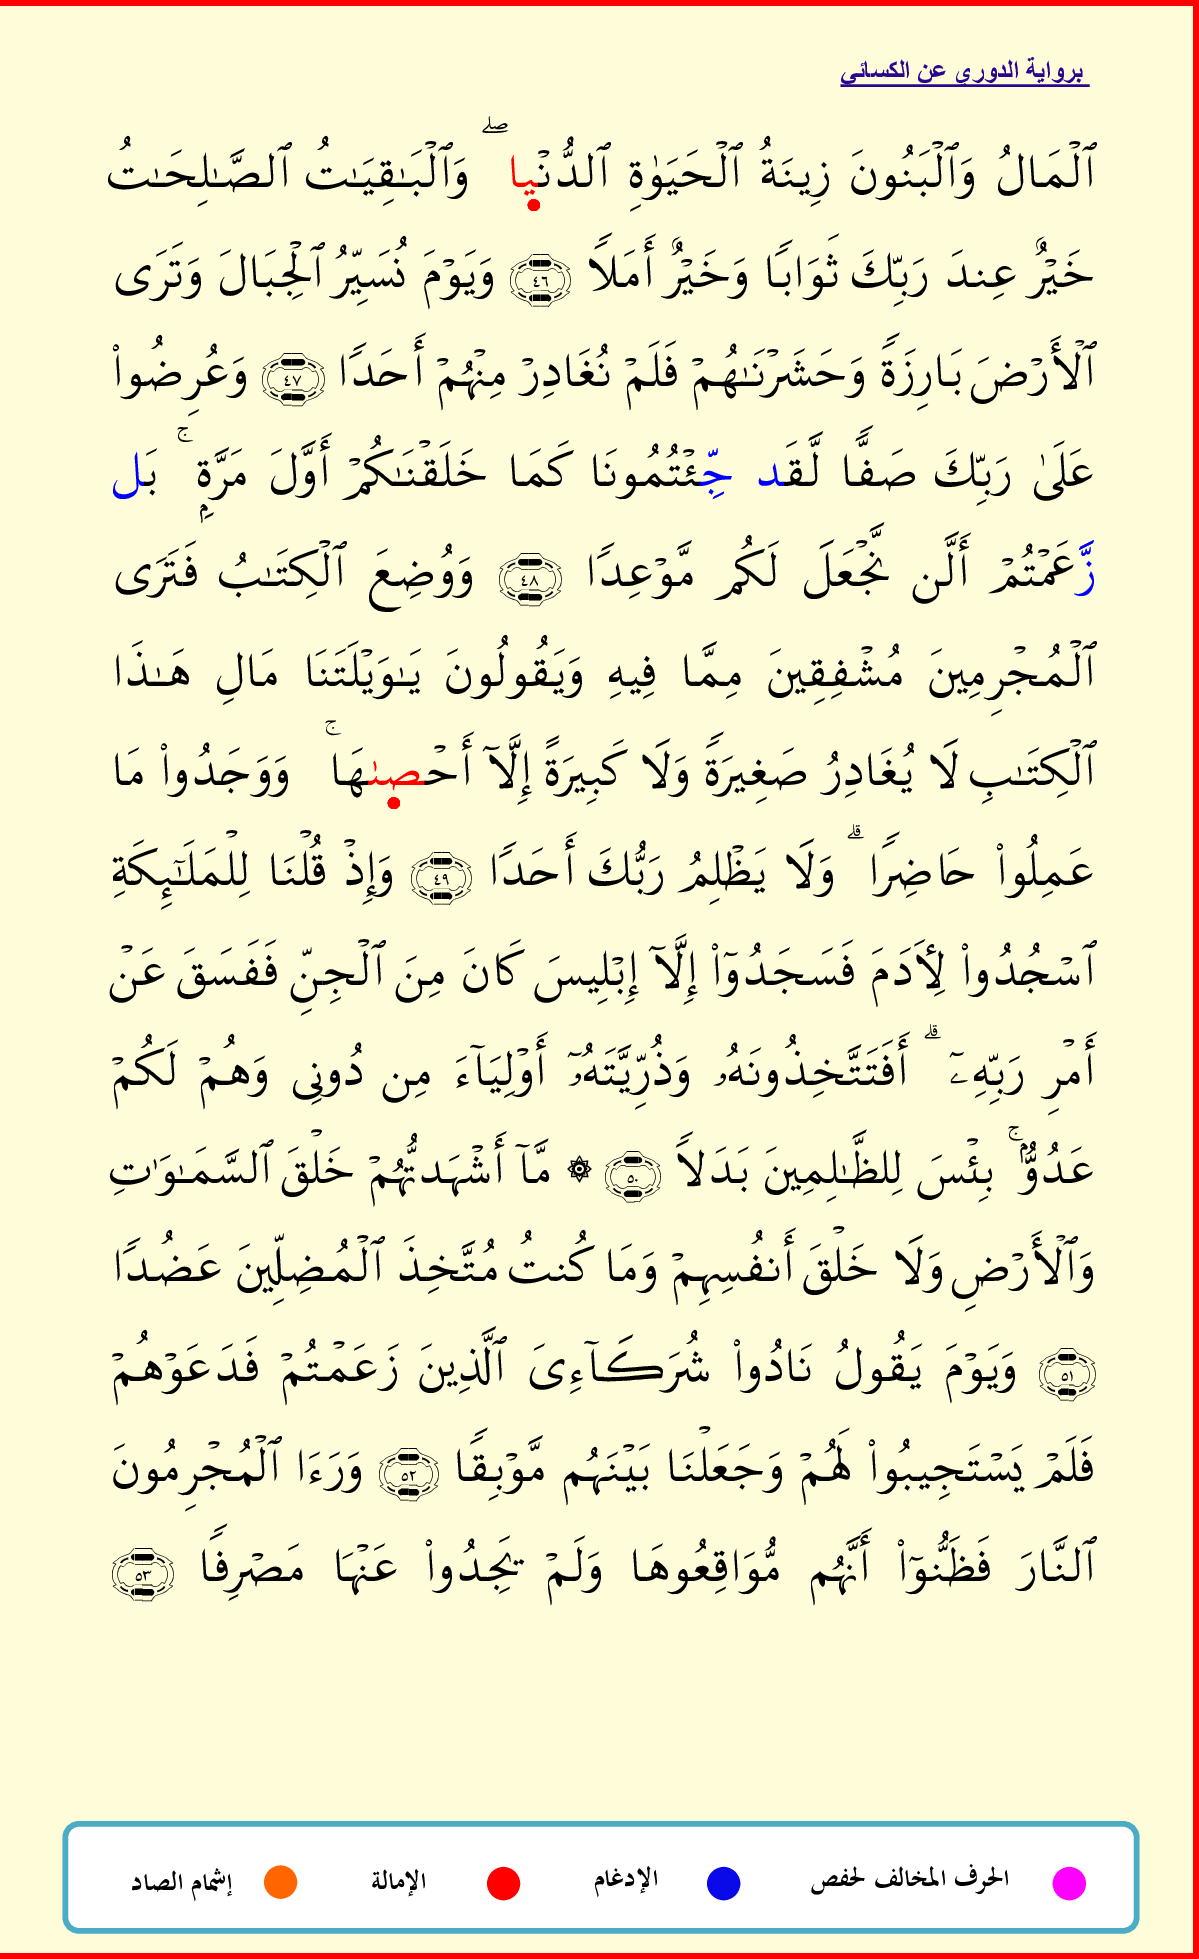 برواية الدوري عن الكسائي
ٱلۡمَالُ وَٱلۡبَنُونَ زِينَةُ ٱلۡحَيَوٰةِ ٱلدُّنۡيا ۖ وَٱلۡبَٰقِيَٰتُ ٱلصَّٰلِحَٰتُ
خَيۡرٌ عِندَ رَبِّكَ ثَوَابٗا وَخَيۡرٌ أَمَلٗا ٤٦ وَيَوۡمَ نُسَيِّرُ ٱلۡجِبَالَ وَتَرَى
ٱلۡأَرۡضَ بَارِزَةٗ وَحَشَرۡنَٰهُمۡ فَلَمۡ نُغَادِرۡ مِنۡهُمۡ أَحَدٗا ٤٧ وَعُرِضُواْ
عَلَىٰ رَبِّكَ صَفّٗا لَّقَد جِّئۡتُمُونَا كَمَا خَلَقۡنَٰكُمۡ أَوَّلَ مَرَّةِۭ ۚ بَل
زَّعَمۡتُمۡ أَلَّن نَّجۡعَلَ لَكُم مَّوۡعِدٗا ٤٨ وَوُضِعَ ٱلۡكِتَٰبُ فَتَرَى
ٱلۡمُجۡرِمِينَ مُشۡفِقِينَ مِمَّا فِيهِ وَيَقُولُونَ يَٰوَيۡلَتَنَا مَالِ هَٰذَا
ٱلۡكِتَٰبِ لَا يُغَادِرُ صَغِيرَةٗ وَلَا كَبِيرَةً إِلَّآ أَحۡصىٰهَا ۚ وَوَجَدُواْ مَا
عَمِلُواْ حَاضِرٗا ۗ وَلَا يَظۡلِمُ رَبُّكَ أَحَدٗا ٤٩ وَإِذۡ قُلۡنَا لِلۡمَلَٰٓئِكَةِ
ٱسۡجُدُواْ لِأٓدَمَ فَسَجَدُوٓاْ إِلَّآ إِبۡلِيسَ كَانَ مِنَ ٱلۡجِنِّ فَفَسَقَ عَنۡ
أَمۡرِ رَبِّهِۦٓ ۗ أَفَتَتَّخِذُونَهُۥ وَذُرِّيَّتَهُۥٓ أَوۡلِيَآءَ مِن دُونِي وَهُمۡ لَكُمۡ
عَدُوُّۢ ۚ بِئۡسَ لِلظَّٰلِمِينَ بَدَلٗا ٥٠ ۞ مَّآ أَشۡهَدتُّهُمۡ خَلۡقَ ٱلسَّمَٰوَٰتِ
وَٱلۡأَرۡضِ وَلَا خَلۡقَ أَنفُسِهِمۡ وَمَا كُنتُ مُتَّخِذَ ٱلۡمُضِلِّينَ عَضُدٗا
٥١ وَيَوۡمَ يَقُولُ نَادُواْ شُرَكَآءِيَ ٱلَّذِينَ زَعَمۡتُمۡ فَدَعَوۡهُمۡ
فَلَمۡ يَسۡتَجِيبُواْ لَهُمۡ وَجَعَلۡنَا بَيۡنَهُم مَّوۡبِقٗا ٥٢ وَرَءَا ٱلۡمُجۡرِمُونَ
ٱلنَّارَ فَظَنُّوٓاْ أَنَّهُم مُّوَاقِعُوهَا وَلَمۡ يَجِدُواْ عَنۡهَا مَصۡرِفٗا ٥٣
الحرف المخالف لحفص الإدغام الإمالة إشمام الصاد